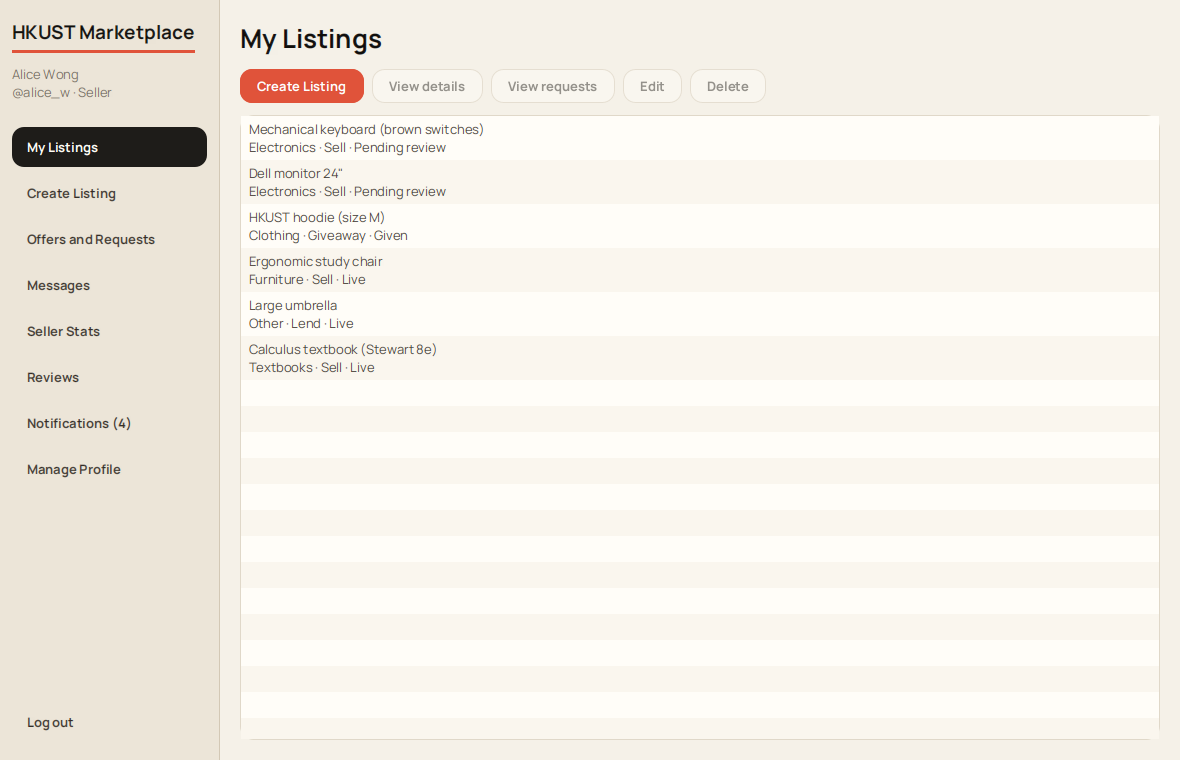 HKUST Marketplace
Alice Wong
@alice_w · Seller
My Listings
Create Listing
Offers and Requests
Messages
Seller Stats
Reviews
Notifications (4)
Manage Profile
Log out
My Listings
Create Listing
View details
View requests
Edit
Delete
Mechanical keyboard (brown switches)
Electronics · Sell · Pending review
Dell monitor 24"
Electronics · Sell · Pending review
HKUST hoodie (size M)
Clothing · Giveaway · Given
Ergonomic study chair
Furniture · Sell · Live
Large umbrella
Other · Lend · Live
Calculus textbook (Stewart 8e)
Textbooks · Sell · Live